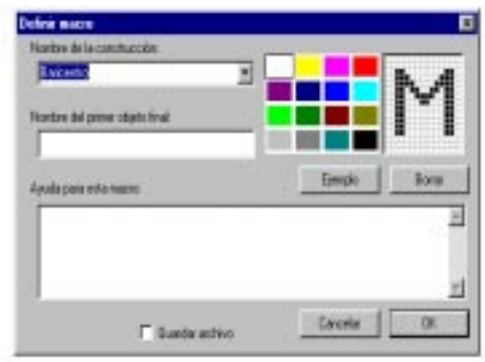 Definir macro
Nombre de la construcción:
Baricentro
Nombre del primer objeto final:
Ejemplo
Borrar
Ayuda para esta macro:
Cancelar
OK
Guardar archivo